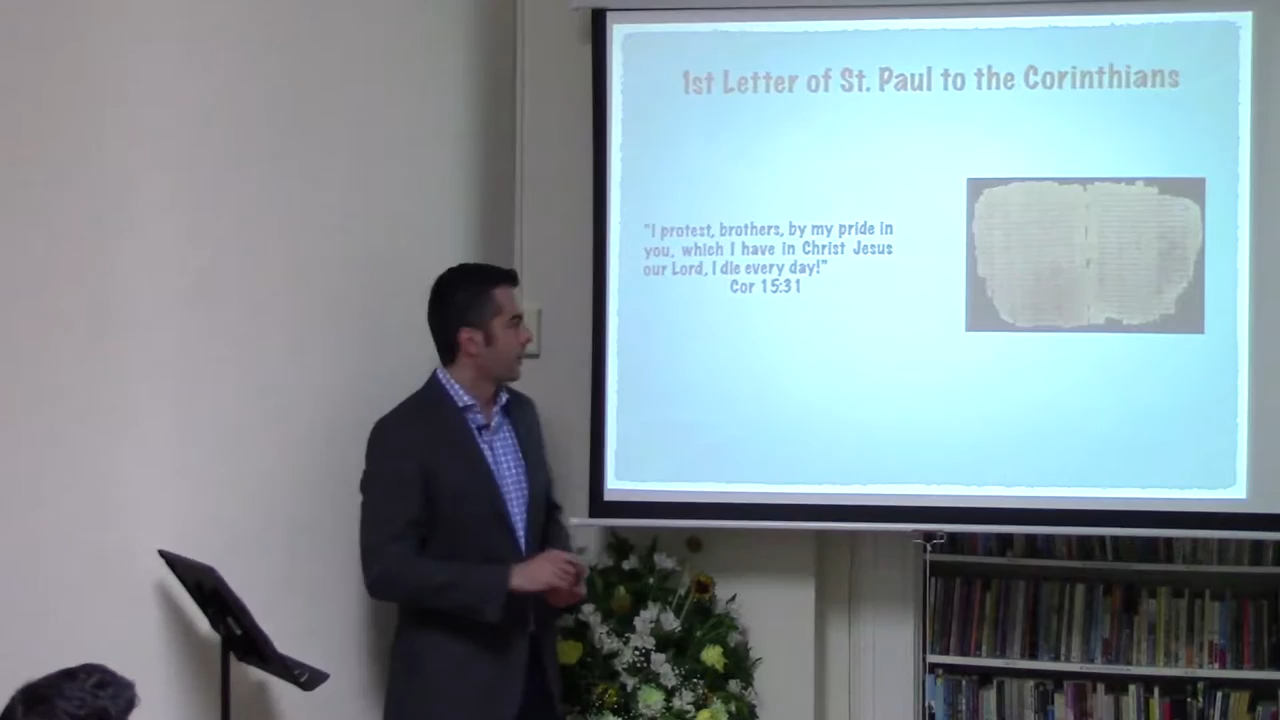 1st Letter of St. Paul to the Corinthians
"I protest, brothers, by my pride in
you, which I have in Christ Jesus
our Lord, I die every day!"
Cor 15:31